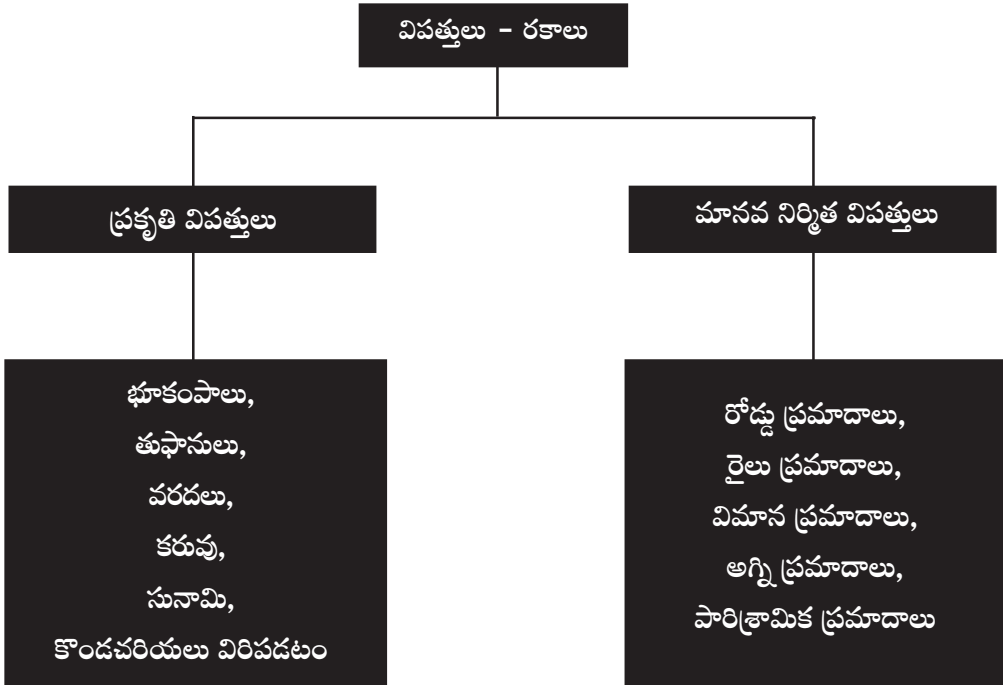 విపత్తులు - రకాలు
ప్రకృతి విపత్తులు
మానవ నిర్మిత విపత్తులు
భూకంపాలు,
తుఫానులు,
వరదలు,
కరువు,
సునామి,
కొండచరియలు విరిపడటం
రోడ్డు ప్రమాదాలు,
రైలు ప్రమాదాలు,
విమాన ప్రమాదాలు,
అగ్ని ప్రమాదాలు,
పారిశ్రామిక ప్రమాదాలు